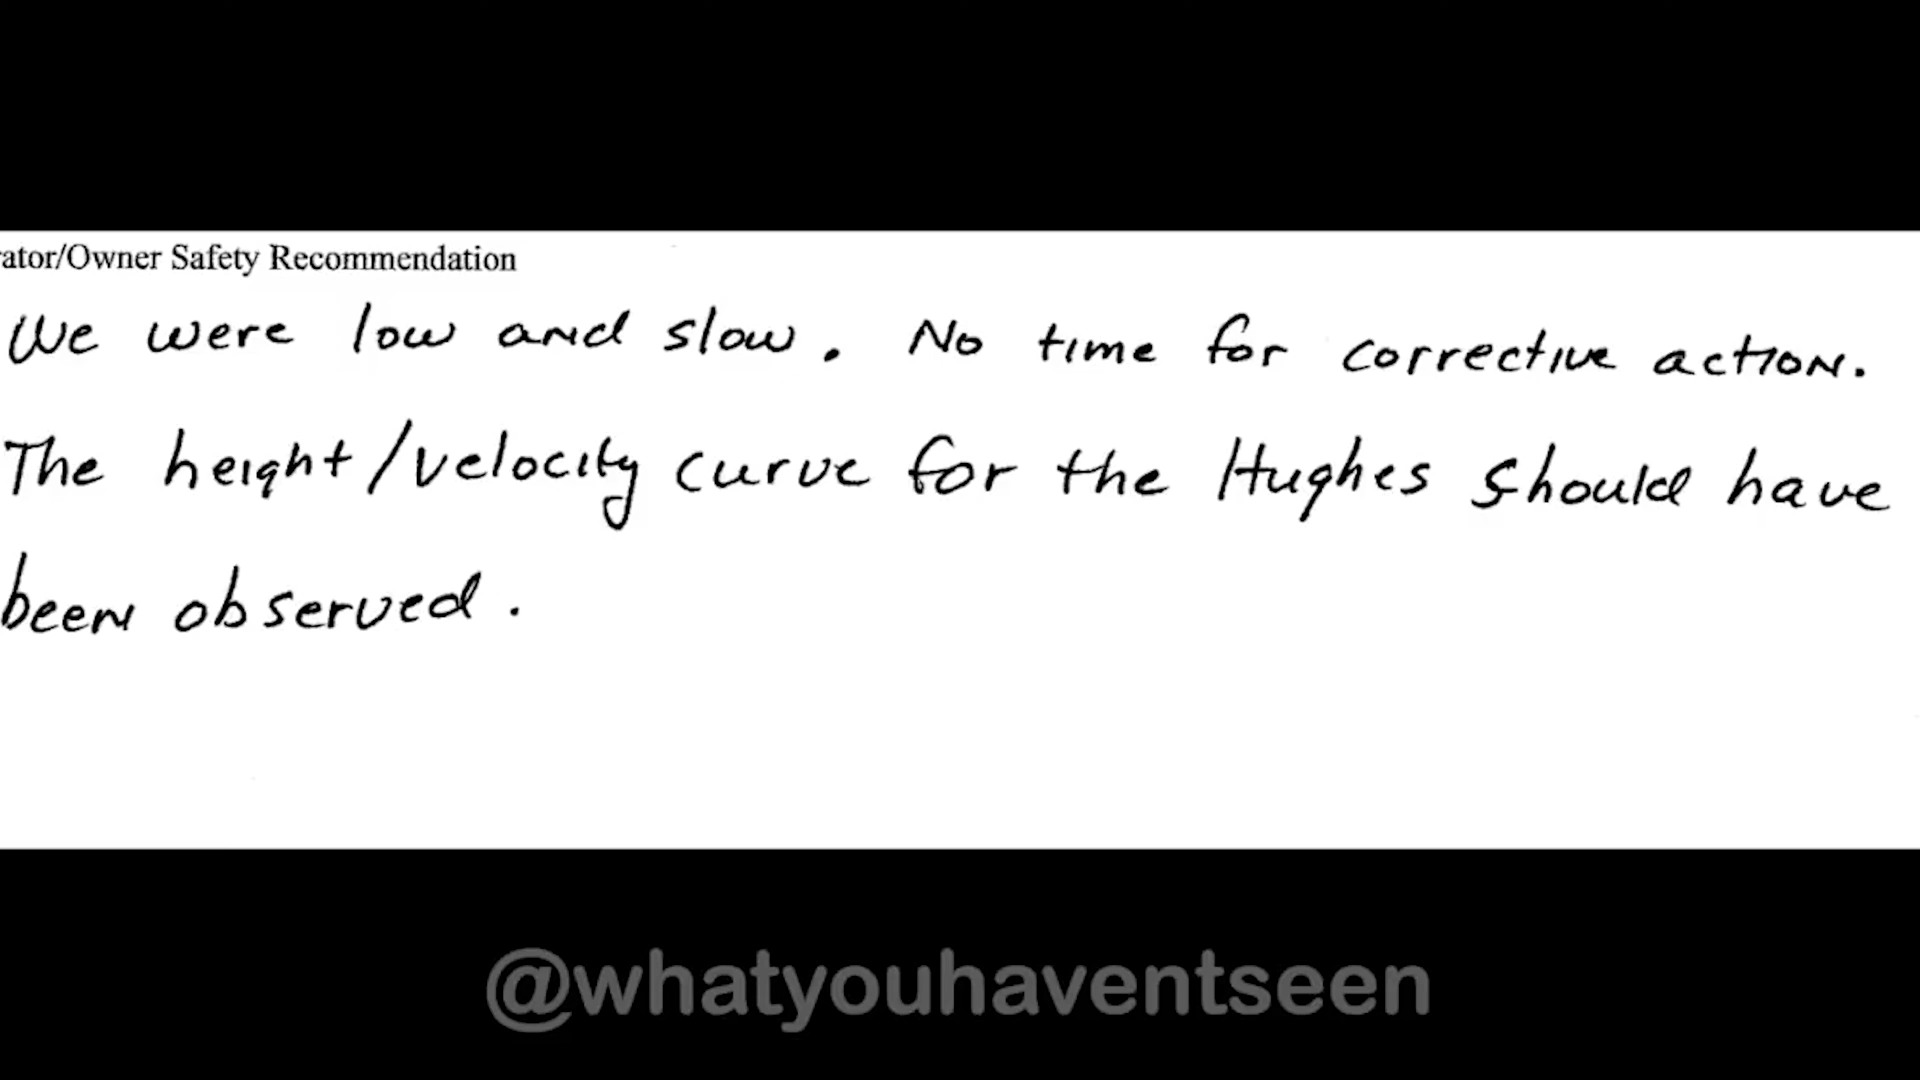 rator/Owner Safety Recommendation
We were low and slow. No time for corrective action.
The height/velocity curve for the Hughes should have
been observed.
@whatyouhaventseen